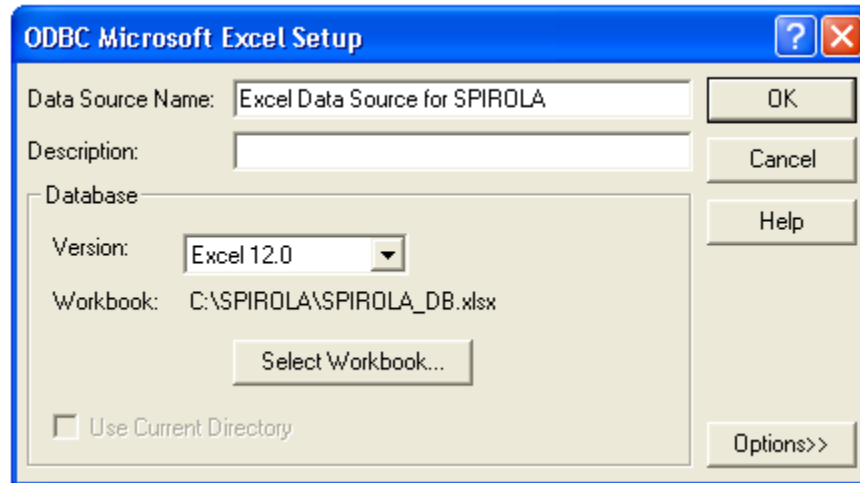 ODBC Microsoft Excel Setup
Data Source Name: Excel Data Source for SPIROLA OK
Description: Cancel
Database
Help
Version: Excel 12.0
Workbook: C:\SPIROLA\SPIROLA_DB.xlsx
Select Workbook...
Use Current Directory
Options>>